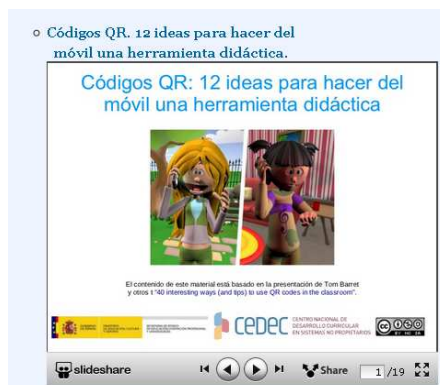 Códigos QR. 12 ideas para hacer del
móvil una herramienta didáctica.
Códigos QR: 12 ideas para hacer del
móvil una herramienta didáctica
El contenido de este material está basado en la presentación de Tom Barret
y otros t "40 interesting ways (and tips) to use QR codes in the classroom".
cedec
CENTRO NACIONAL DE
DESARROLLO CURRICULAR
EN SISTEMAS NO PROPIETARIOS
BY NC SA
slideshare
Share
1 /19